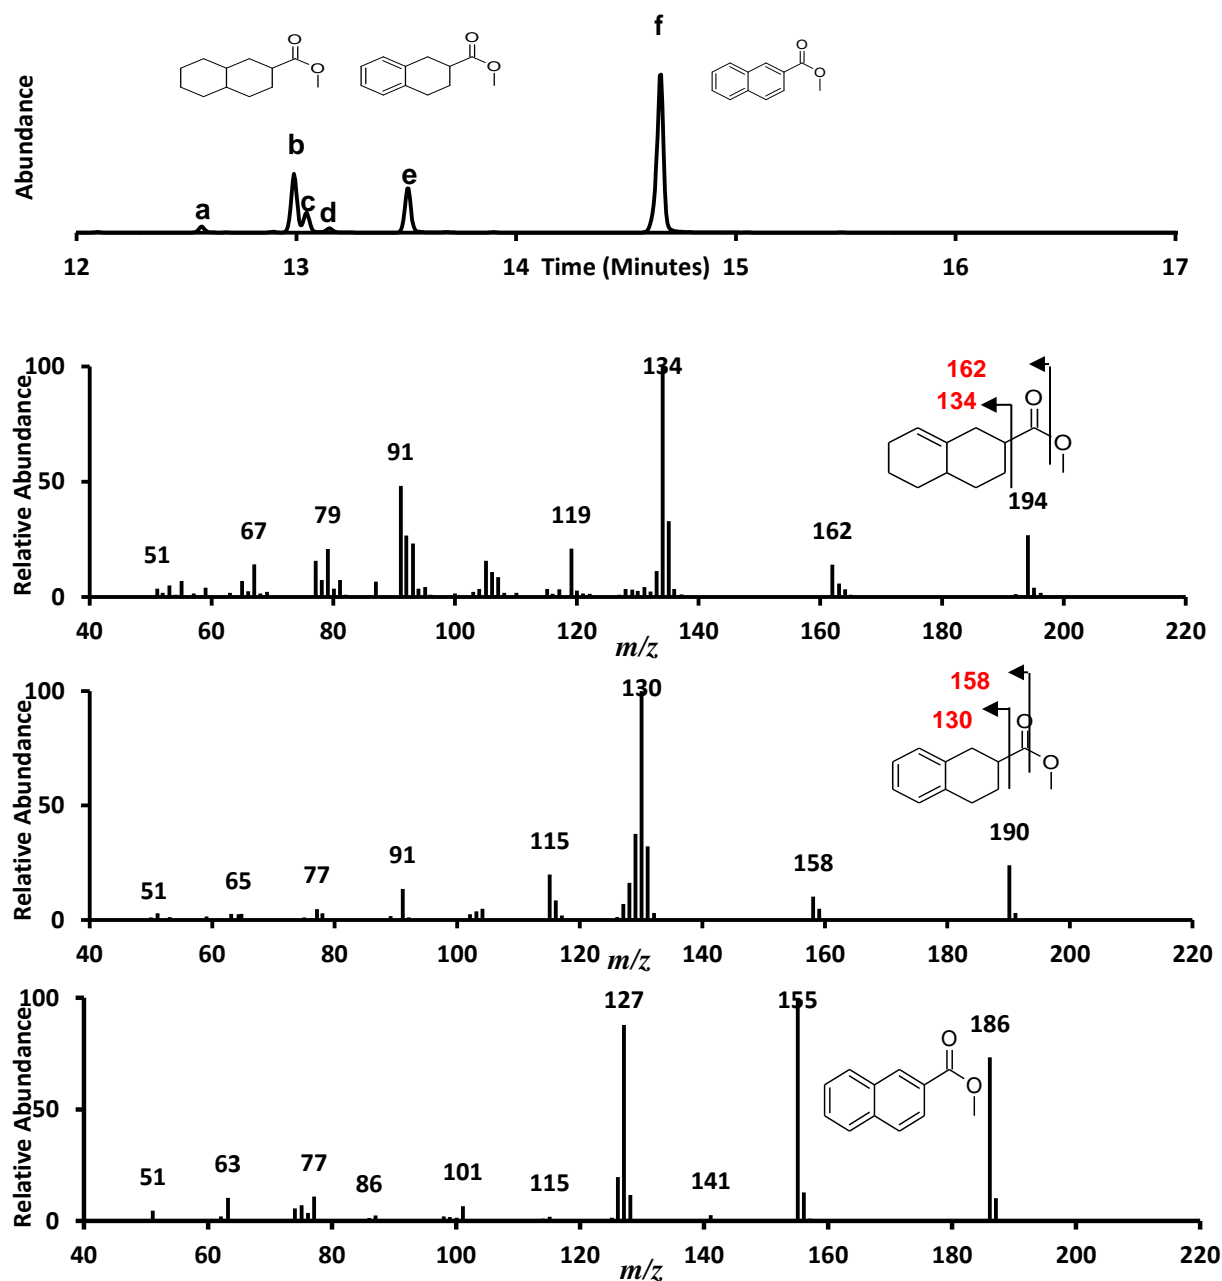 f
O
O
O
O
O
O
Abundance
b
a
c
d
e
12 13 14 Time (Minutes) 15 16 17
Relative Abundance
100
50
0
134
162
134
O
O
91
194
119
79
67
162
51
40 60 80 100 120 140 160 180 200 220
m/z
Relative Abundance
100
50
0
130
158
130
O
O
190
115
91
158
77
65
51
40 60 80 100 120 140 160 180 200 220
m/z
Relative Abundance
100
50
0
127
155
186
O
O
63
77
101
51
86
115
141
40 60 80 100 120 140 160 180 200 220
m/z